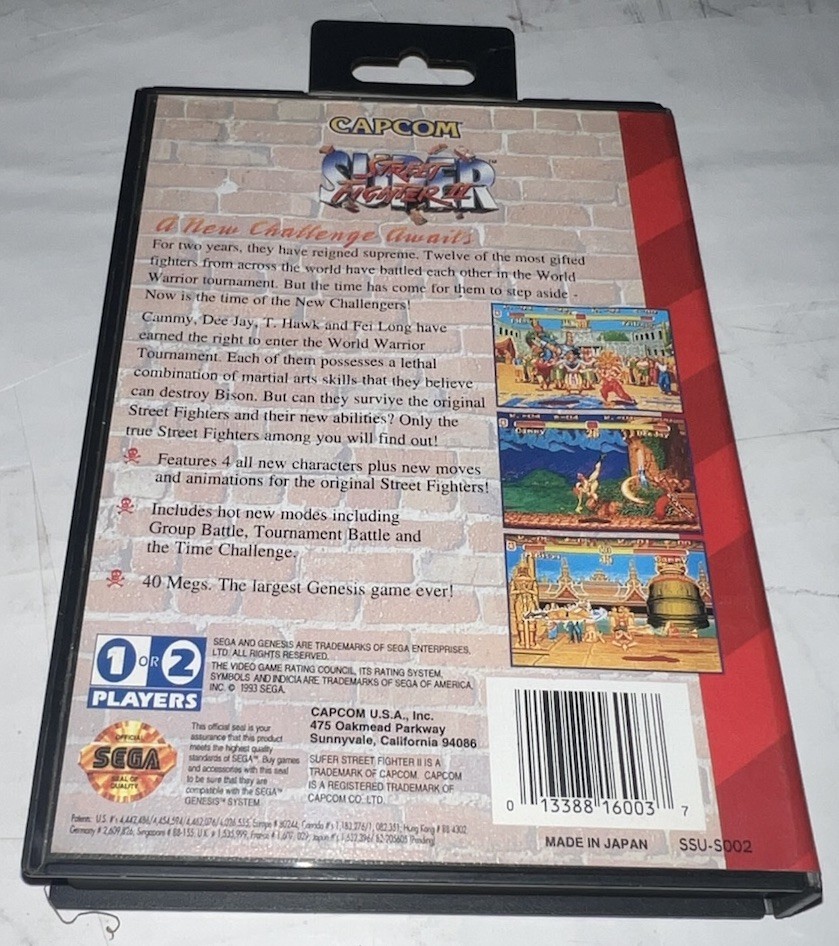 CAPCOM
SUPER
STREET
FIGHTER II
A New Challenge Awaits
For two years, they have reigned supreme. Twelve of the most gifted
fighters from across the world have battled each other in the World
Warrior tournament. But the time has come for them to step aside -
Now is the time of the New Challengers!
Cammy, Dee Jay, T. Hawk and Fei Long have
earned the right to enter the World Warrior
Tournament. Each of them possesses a lethal
combination of martial arts skills that they believe
can destroy Bison. But can they survive the original
Street Fighters and their new abilities? Only the
true Street Fighters among you will find out!
Features 4 all new characters plus new moves
and animations for the original Street Fighters!
Includes hot new modes including
Group Battle, Tournament Battle and
the Time Challenge.
40 Megs. The largest Genesis game ever!
1 OR 2
PLAYERS
SEGA AND GENESIS ARE TRADEMARKS OF SEGA ENTERPRISES,
LTD. ALL RIGHTS RESERVED.
THE VIDEO GAME RATING COUNCIL, ITS RATING SYSTEM,
SYMBOLS AND INDICIA ARE TRADEMARKS OF SEGA OF AMERICA,
INC. © 1993 SEGA.
OFFICIAL
SEGA
SEAL OF
QUALITY
This official seal is your
assurance that this product
meets the highest quality
standards of SEGA™. Buy games
and accessories with this seal
to be sure that they are
compatible with the SEGA™
GENESIS™ SYSTEM
CAPCOM U.S.A., Inc.
475 Oakmead Parkway
Sunnyvale, California 94086
SUPER STREET FIGHTER II IS A
TRADEMARK OF CAPCOM. CAPCOM
IS A REGISTERED TRADEMARK OF
CAPCOM CO. LTD.
Patents: U.S. #'s
0 13388 16003 7
MADE IN JAPAN SSU-S002